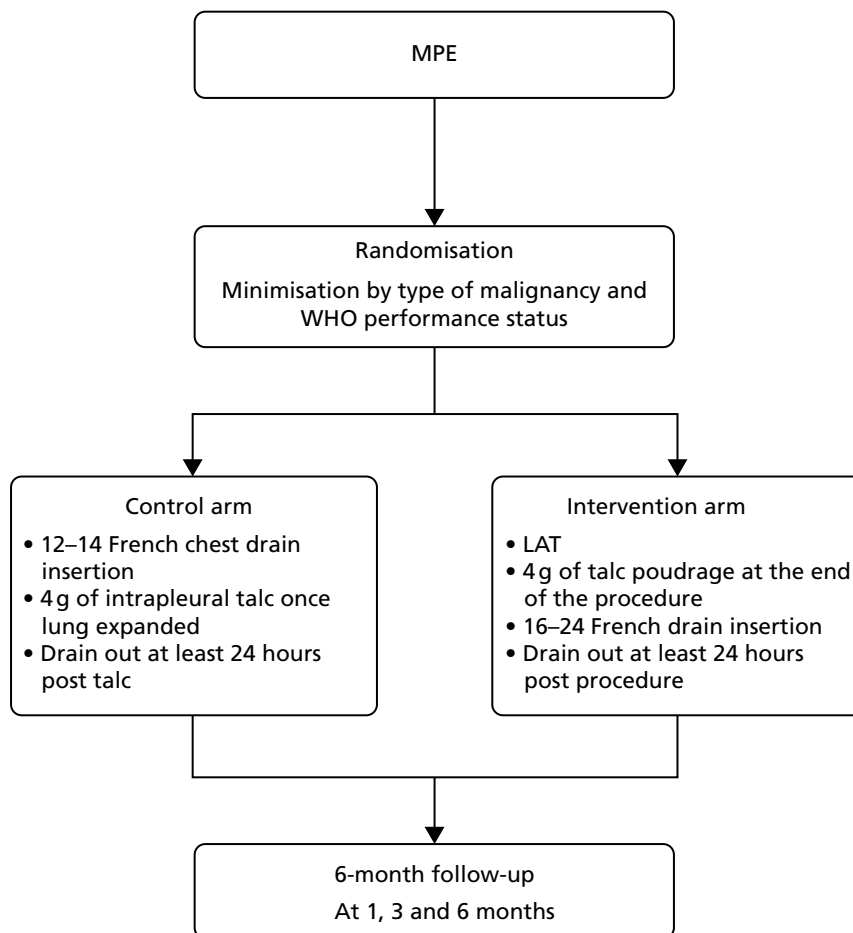 MPE
Randomisation
Minimisation by type of malignancy and
WHO performance status
Control arm
• 12–14 French chest drain
insertion
• 4 g of intrapleural talc once
lung expanded
• Drain out at least 24 hours
post talc
Intervention arm
• LAT
• 4 g of talc poudrage at the end
of the procedure
• 16–24 French drain insertion
• Drain out at least 24 hours
post procedure
6-month follow-up
At 1, 3 and 6 months